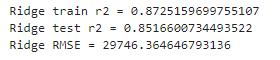 Ridge train r2 = 0.8725159699755107
Ridge test r2 = 0.8516600734493522
Ridge RMSE = 29746.364646793136